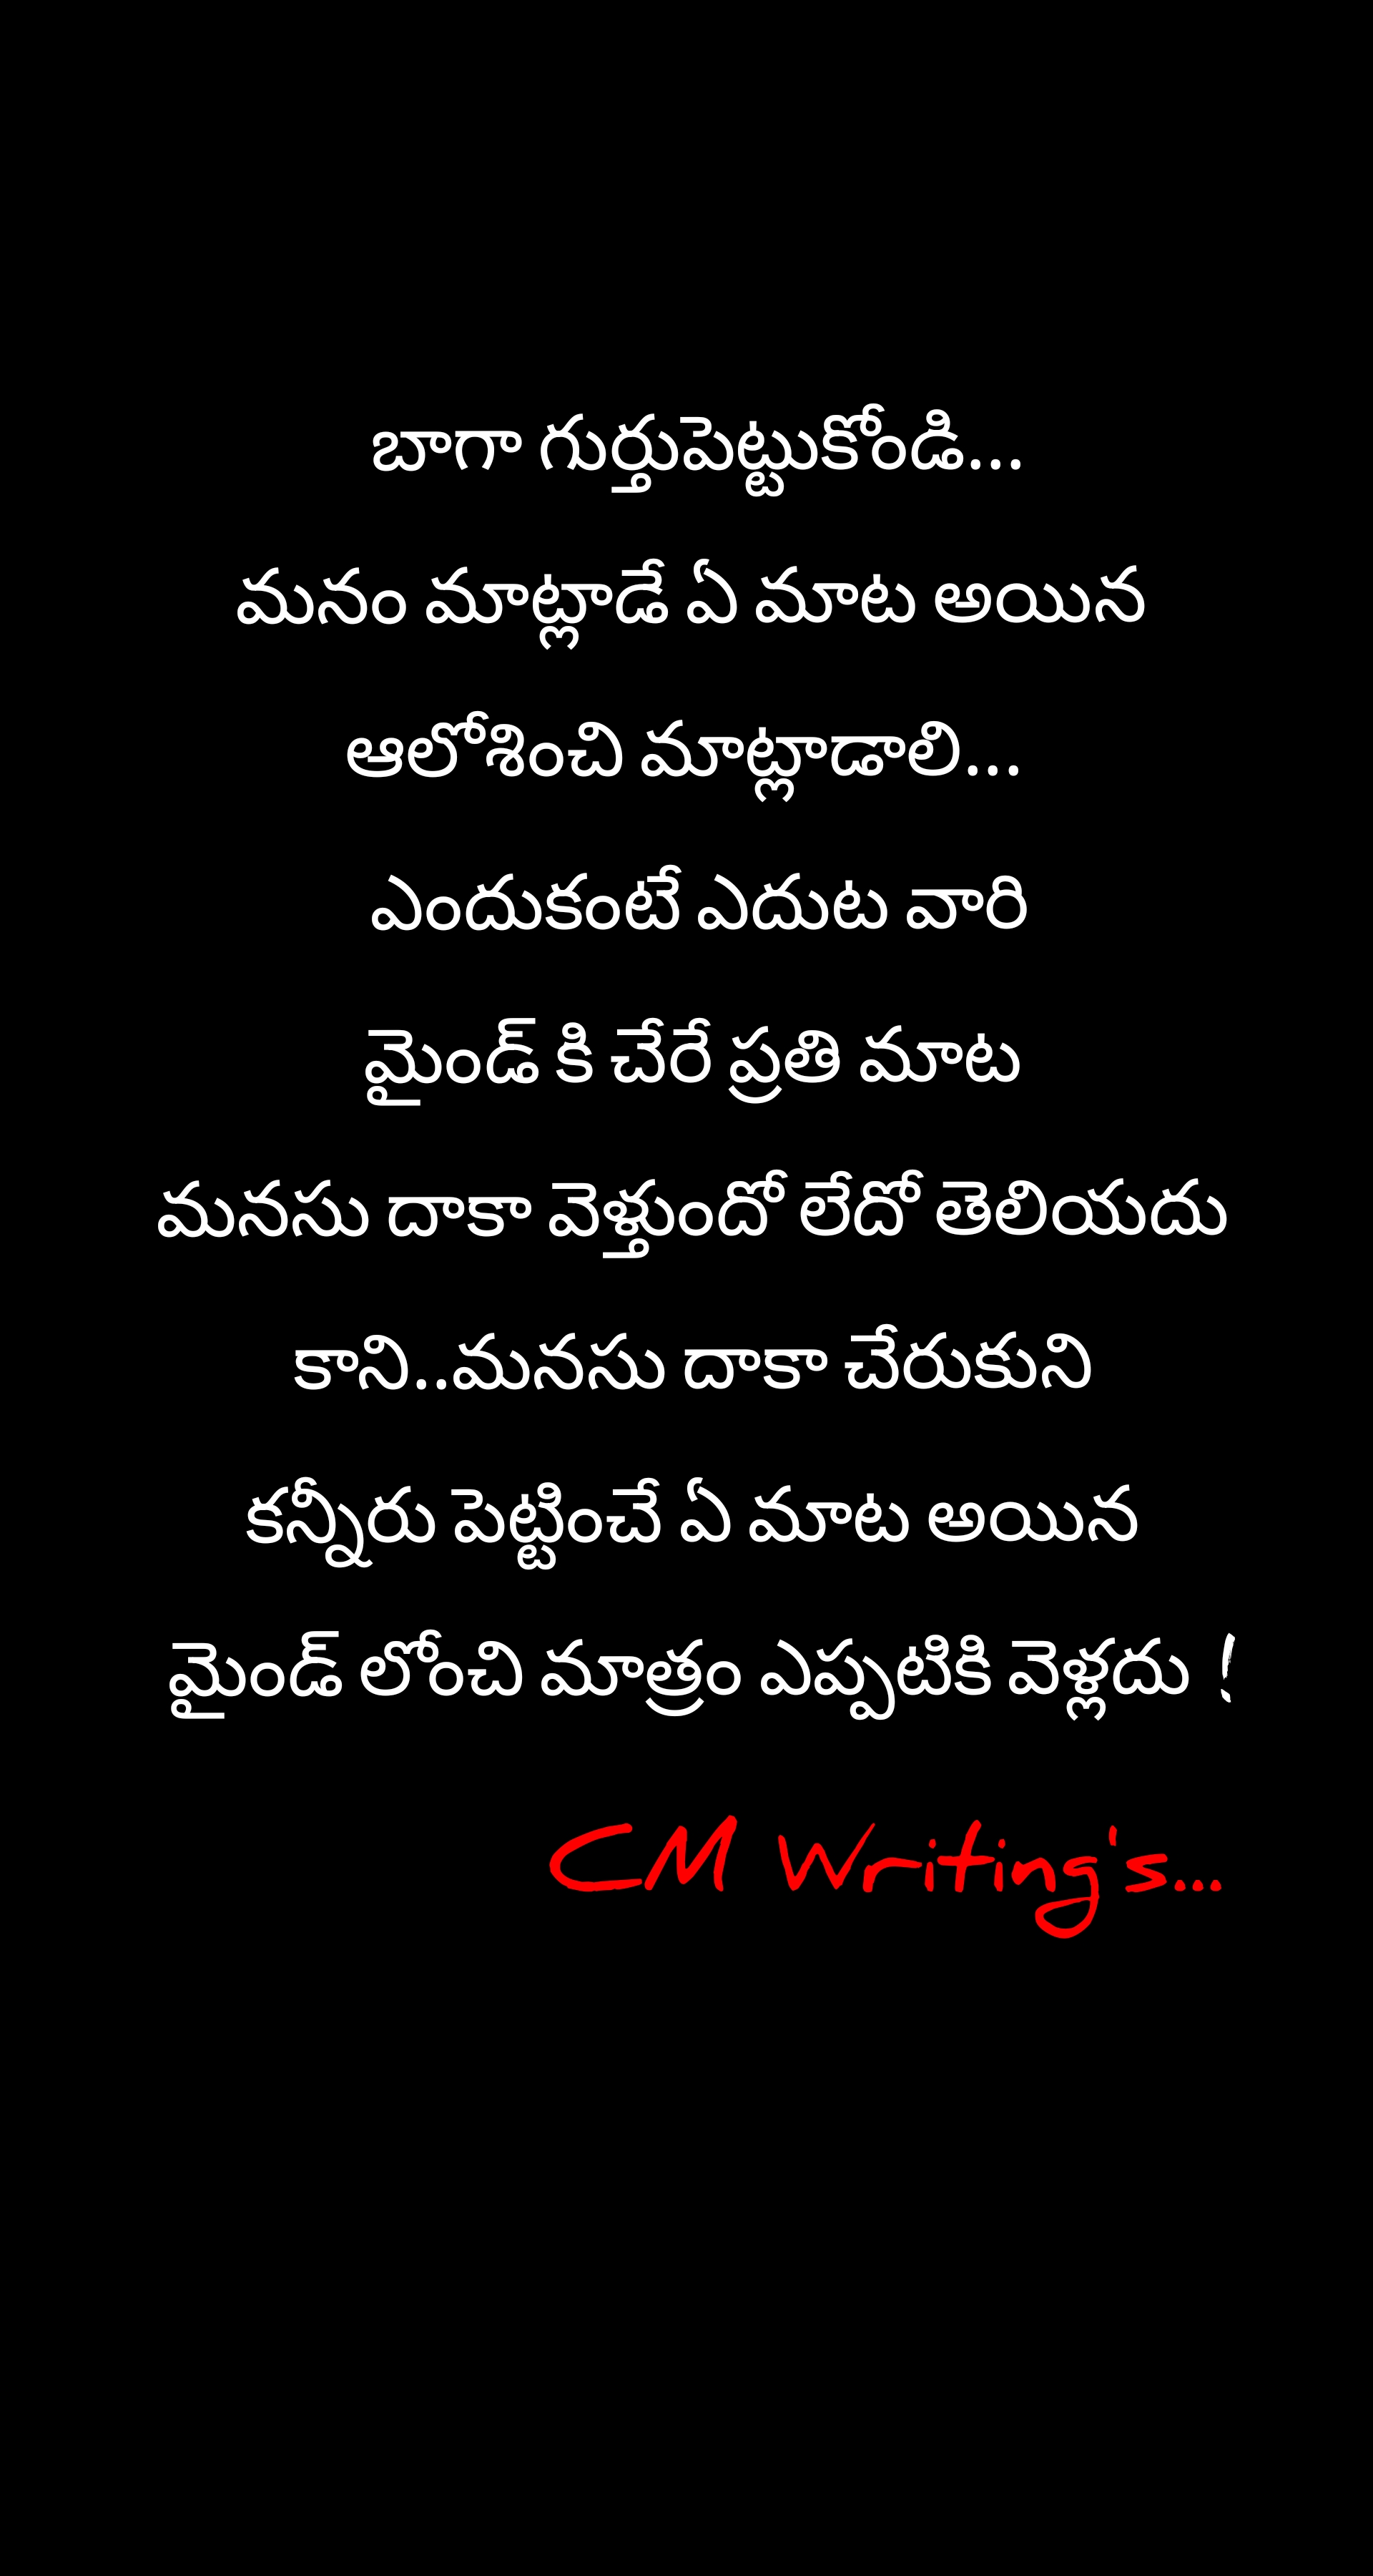 బాగా గుర్తుపెట్టుకోండి...
మనం మాట్లాడే ఏ మాట అయిన
ఆలోశించి మాట్లాడాలి...
ఎందుకంటే ఎదుట వారి
మైండ్ కి చేరే ప్రతి మాట
మనసు దాకా వెళ్తుందో లేదో తెలియదు
కాని..మనసు దాకా చేరుకుని
కన్నీరు పెట్టించే ఏ మాట అయిన
మైండ్ లోంచి మాత్రం ఎప్పటికి వెళ్లదు !
CM Writing's...